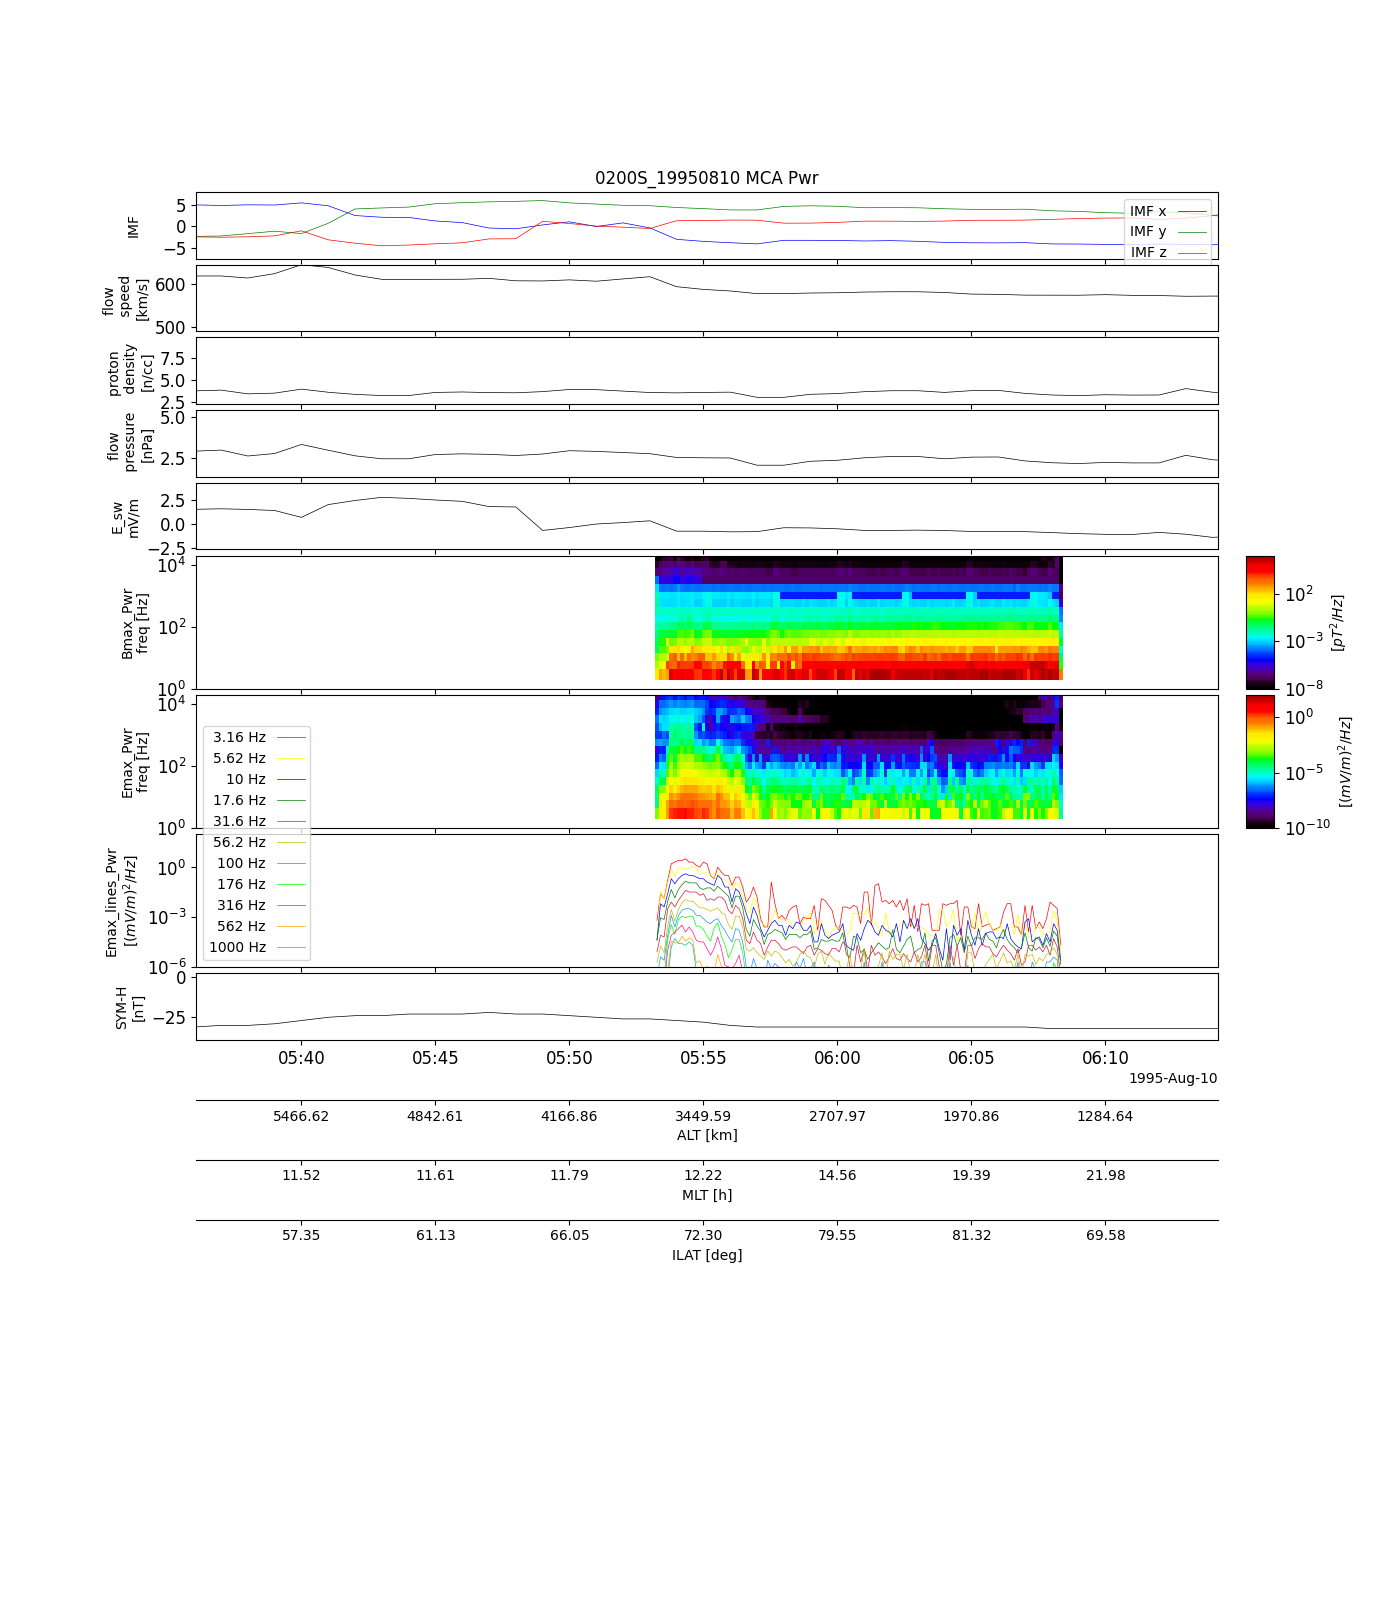 0200S_19950810 MCA Pwr
IMF
5
0
−5
IMF x
IMF y
IMF z
flow
speed
[km/s]
600
500
proton
density
[n/cc]
7.5
5.0
2.5
flow
pressure
[nPa]
5.0
2.5
E_sw
mV/m
2.5
0.0
−2.5
Bmax_Pwr
freq [Hz]
10^4
10^2
10^0
10^2
10^−3
10^−8
[pT^2/Hz]
Emax_Pwr
freq [Hz]
10^4
10^2
10^0
10^0
10^−5
10^−10
[(mV/m)^2/Hz]
3.16 Hz
5.62 Hz
10 Hz
17.6 Hz
31.6 Hz
56.2 Hz
100 Hz
176 Hz
316 Hz
562 Hz
1000 Hz
Emax_lines_Pwr
[(mV/m)^2/Hz]
10^0
10^−3
10^−6
SYM-H
[nT]
0
−25
05:40 05:45 05:50 05:55 06:00 06:05 06:10
1995-Aug-10
5466.62 4842.61 4166.86 3449.59 2707.97 1970.86 1284.64
ALT [km]
11.52 11.61 11.79 12.22 14.56 19.39 21.98
MLT [h]
57.35 61.13 66.05 72.30 79.55 81.32 69.58
ILAT [deg]